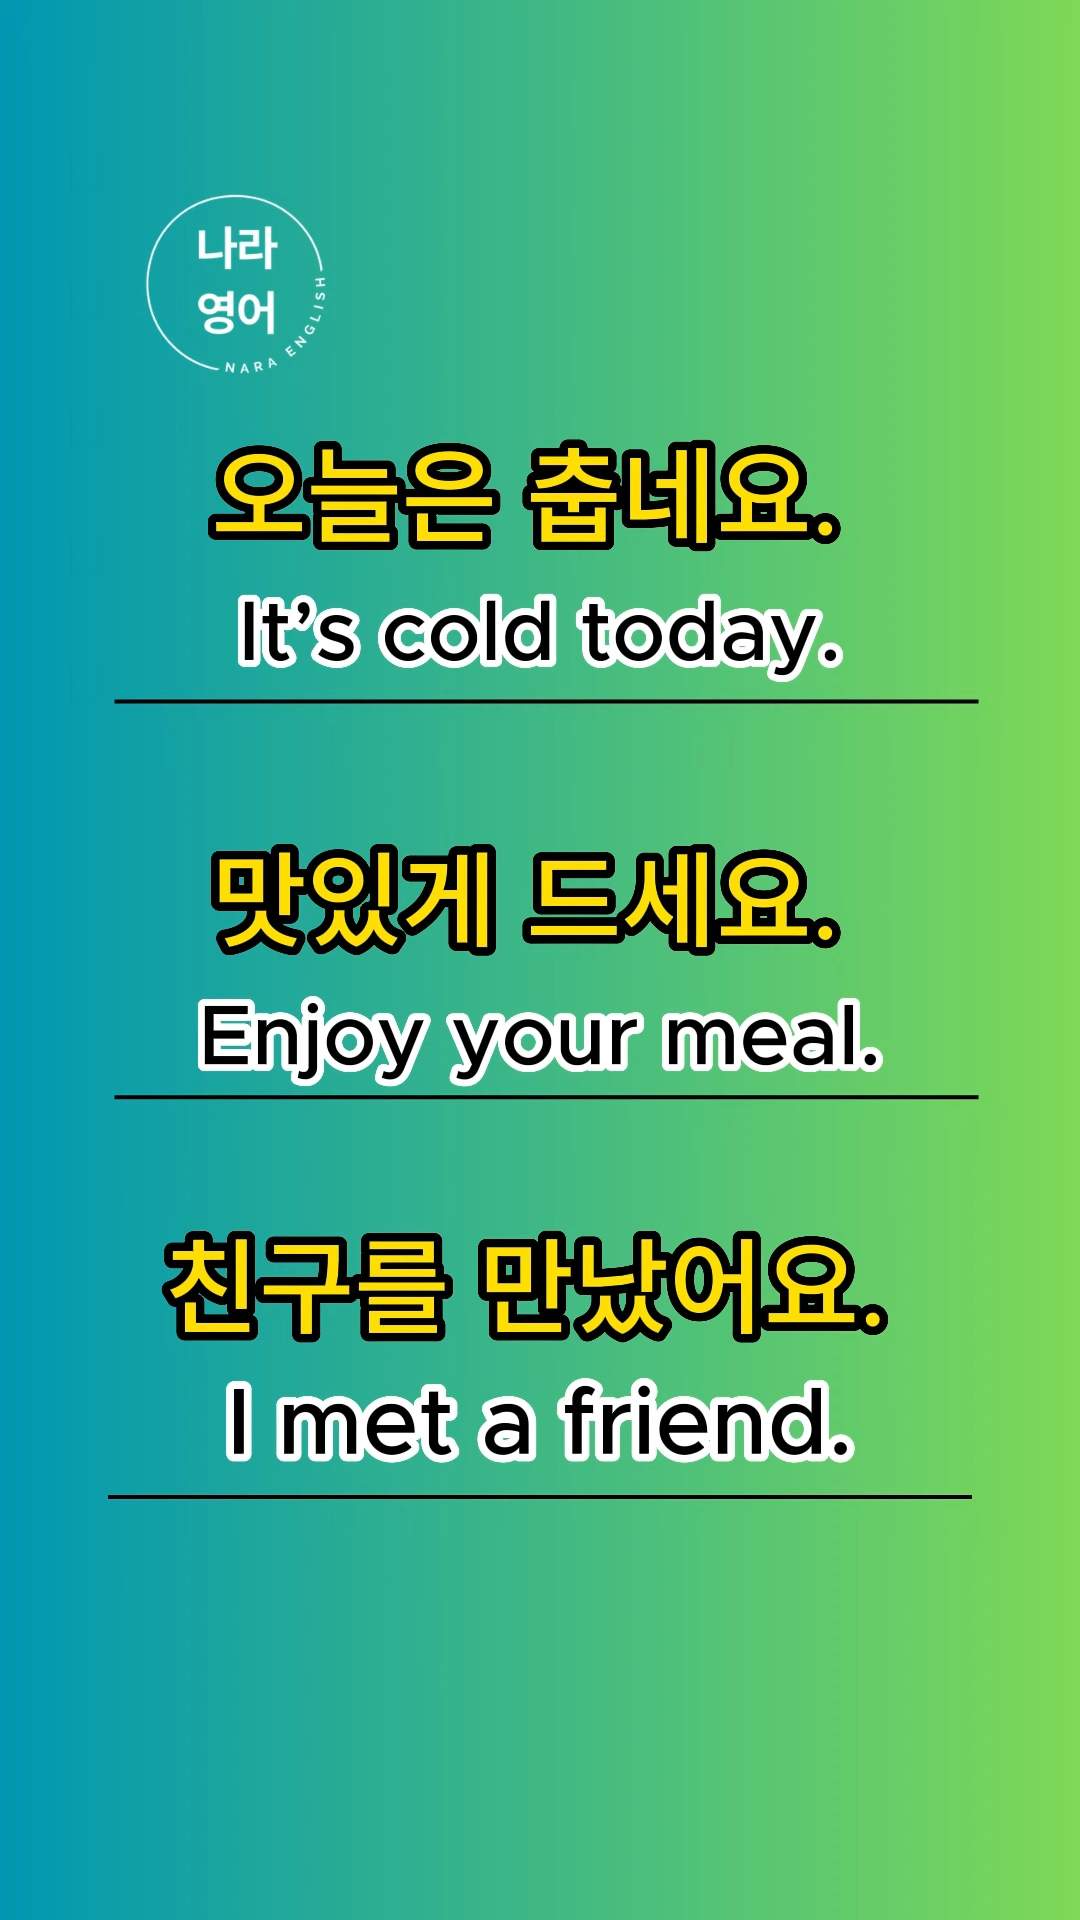 나라
영어
NARA ENGLISH
오늘은 춥네요.
It’s cold today.
맛있게 드세요.
Enjoy your meal.
친구를 만났어요.
I met a friend.